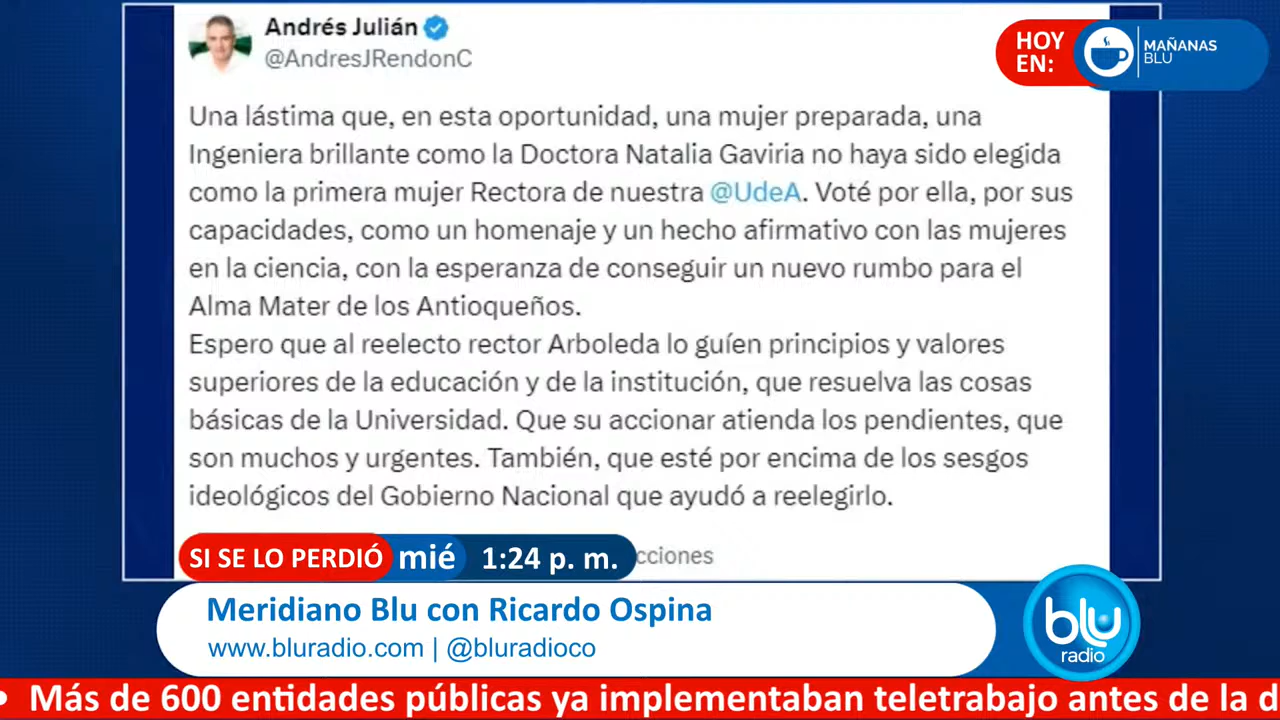 Andrés Julián
@AndresJRendonC
HOY
EN:
MAÑANAS
BLU
Una lástima que, en esta oportunidad, una mujer preparada, una
Ingeniera brillante como la Doctora Natalia Gaviria no haya sido elegida
como la primera mujer Rectora de nuestra @UdeA. Voté por ella, por sus
capacidades, como un homenaje y un hecho afirmativo con las mujeres
en la ciencia, con la esperanza de conseguir un nuevo rumbo para el
Alma Mater de los Antioqueños.
Espero que al reelecto rector Arboleda lo guíen principios y valores
superiores de la educación y de la institución, que resuelva las cosas
básicas de la Universidad. Que su accionar atienda los pendientes, que
son muchos y urgentes. También, que esté por encima de los sesgos
ideológicos del Gobierno Nacional que ayudó a reelegirlo.
SI SE LO PERDIÓ mié 1:24 p. m. cciones
Meridiano Blu con Ricardo Ospina
www.bluradio.com | @bluradioco
blu
radio
• Más de 600 entidades públicas ya implementaban teletrabajo antes de la d